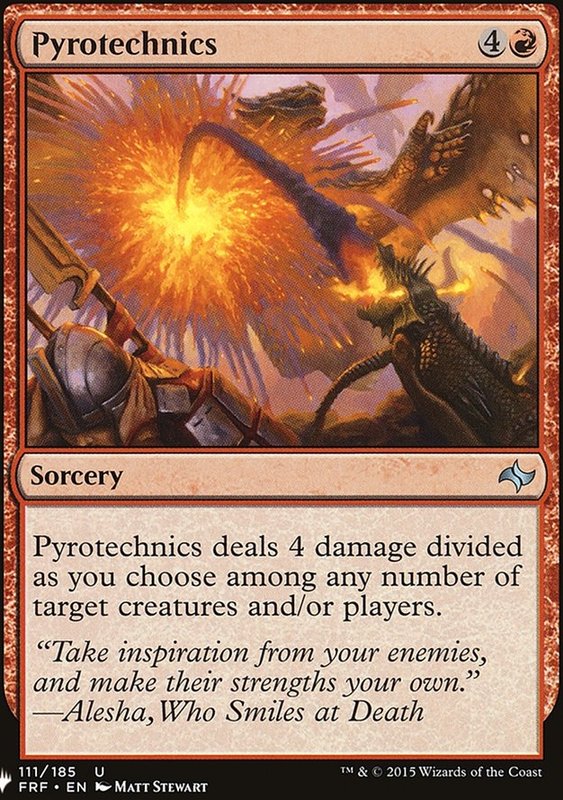 Pyrotechnics 4
Sorcery
Pyrotechnics deals 4 damage divided
as you choose among any number of
target creatures and/or players.
“Take inspiration from your enemies,
and make their strengths your own.”
—Alesha, Who Smiles at Death
111/185 U
FRF • EN Matt Stewart
™ & © 2015 Wizards of the Coast